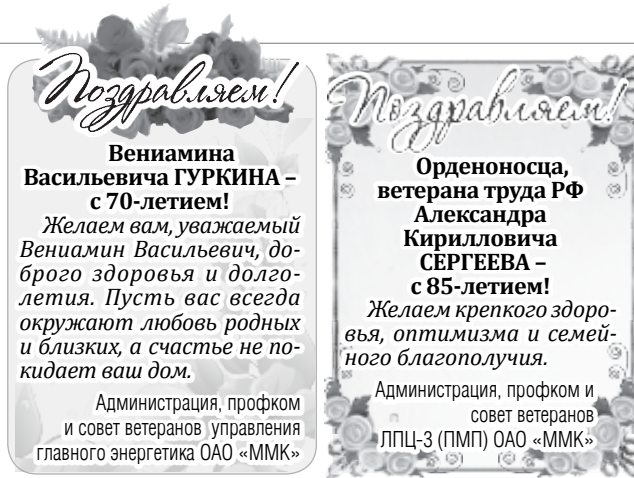 Поздравляем!
Вениамина
Васильевича ГУРКИНА –
с 70-летием!
Желаем вам, уважаемый
Вениамин Васильевич, до-
брого здоровья и долго-
летия. Пусть вас всегда
окружают любовь родных
и близких, а счастье не по-
кидает ваш дом.
Администрация, профком
и совет ветеранов управления
главного энергетика ОАО «ММК»
Поздравляем!
Орденоносца,
ветерана труда РФ
Александра
Кирилловича
СЕРГЕЕВА –
с 85-летием!
Желаем крепкого здоро-
вья, оптимизма и семей-
ного благополучия.
Администрация, профком и
совет ветеранов
ЛПЦ-3 (ПМП) ОАО «ММК»